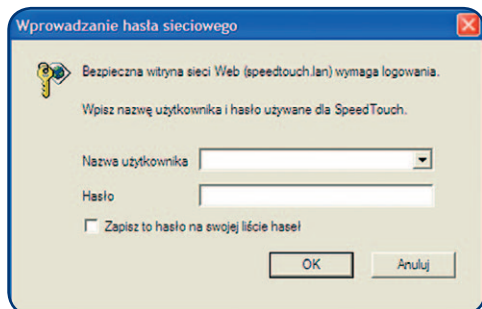 Wprowadzanie hasła sieciowego
Bezpieczna witryna sieci Web (speedtouch.lan) wymaga logowania.
Wpisz nazwę użytkownika i hasło używane dla SpeedTouch.
Nazwa użytkownika
Hasło
Zapisz to hasło na swojej liście haseł
OK Anuluj